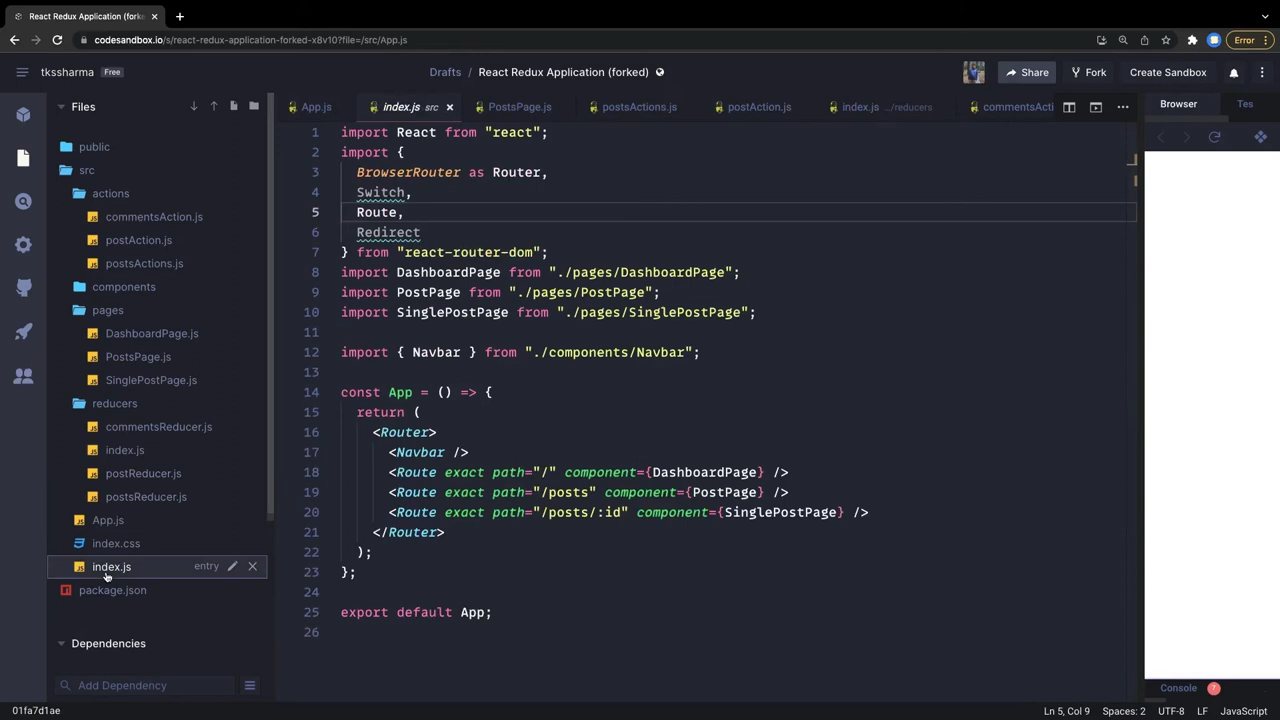 React Redux Application (forked
codesandbox.io/s/react-redux-application-forked-x8v10?file=/src/App.js
Error
tkssharma Free
Drafts / React Redux Application (forked)
Share
Fork
Create Sandbox
Files
App.js
index.js src
PostsPage.js
postsActions.js
postAction.js
index.js .../reducers
commentsActi
Browser
Tes
public
src
actions
commentsAction.js
postAction.js
postsActions.js
components
pages
DashboardPage.js
PostsPage.js
SinglePostPage.js
reducers
commentsReducer.js
index.js
postReducer.js
postsReducer.js
App.js
index.css
index.js entry
package.json
Dependencies
Add Dependency
1 import React from "react";
2 import {
3 BrowserRouter as Router,
4 Switch,
5 Route,
6 Redirect
7 } from "react-router-dom";
8 import DashboardPage from "./pages/DashboardPage";
9 import PostPage from "./pages/PostPage";
10 import SinglePostPage from "./pages/SinglePostPage";
11
12 import { Navbar } from "./components/Navbar";
13
14 const App = () => {
15 return (
16 <Router>
17 <Navbar />
18 <Route exact path="/" component={DashboardPage} />
19 <Route exact path="/posts" component={PostPage} />
20 <Route exact path="/posts/:id" component={SinglePostPage} />
21 </Router>
22 );
23 };
24
25 export default App;
26
Console 7
01fa7d1ae
Ln 5, Col 9 Spaces: 2 UTF-8 LF JavaScript